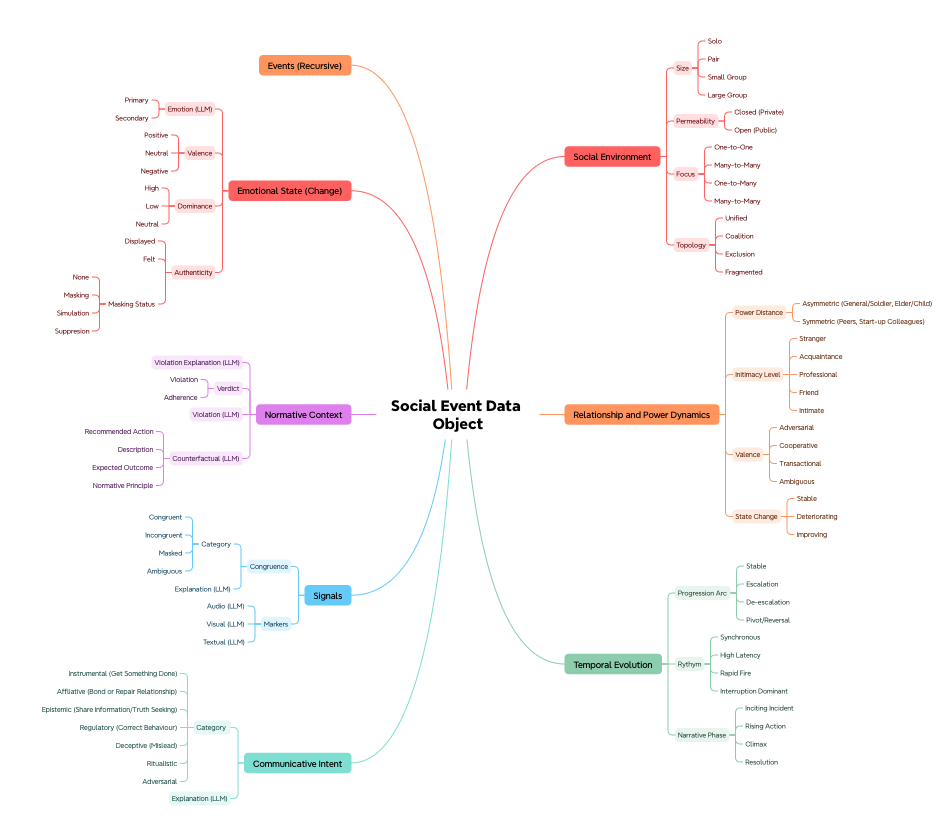 Social Event Data
Object
Events (Recursive)
Emotional State (Change)
Emotion (LLM)
Primary
Secondary
Valence
Positive
Neutral
Negative
Dominance
High
Low
Neutral
Authenticity
Displayed
Felt
Masking Status
None
Masking
Simulation
Suppresion
Normative Context
Violation Explanation (LLM)
Verdict
Violation
Adherence
Violation (LLM)
Counterfactual (LLM)
Recommended Action
Description
Expected Outcome
Normative Principle
Signals
Congruence
Category
Congruent
Incongruent
Masked
Ambiguous
Explanation (LLM)
Markers
Audio (LLM)
Visual (LLM)
Textual (LLM)
Communicative Intent
Category
Instrumental (Get Something Done)
Affliative (Bond or Repair Relationship)
Epistemic (Share Information/Truth Seeking)
Regulatory (Correct Behaviour)
Deceptive (Mislead)
Ritualistic
Adversarial
Explanation (LLM)
Social Environment
Size
Solo
Pair
Small Group
Large Group
Permeability
Closed (Private)
Open (Public)
Focus
One-to-One
Many-to-Many
One-to-Many
Many-to-Many
Topology
Unified
Coalition
Exclusion
Fragmented
Relationship and Power Dynamics
Power Distance
Asymmetric (General/Soldier, Elder/Child)
Symmetric (Peers, Start-up Colleagues)
Initimacy Level
Stranger
Acquaintance
Professional
Friend
Intimate
Valence
Adversarial
Cooperative
Transactional
Ambiguous
State Change
Stable
Deteriorating
Improving
Temporal Evolution
Progression Arc
Stable
Escalation
De-escalation
Pivot/Reversal
Rythym
Synchronous
High Latency
Rapid Fire
Interruption Dominant
Narrative Phase
Inciting Incident
Rising Action
Climax
Resolution